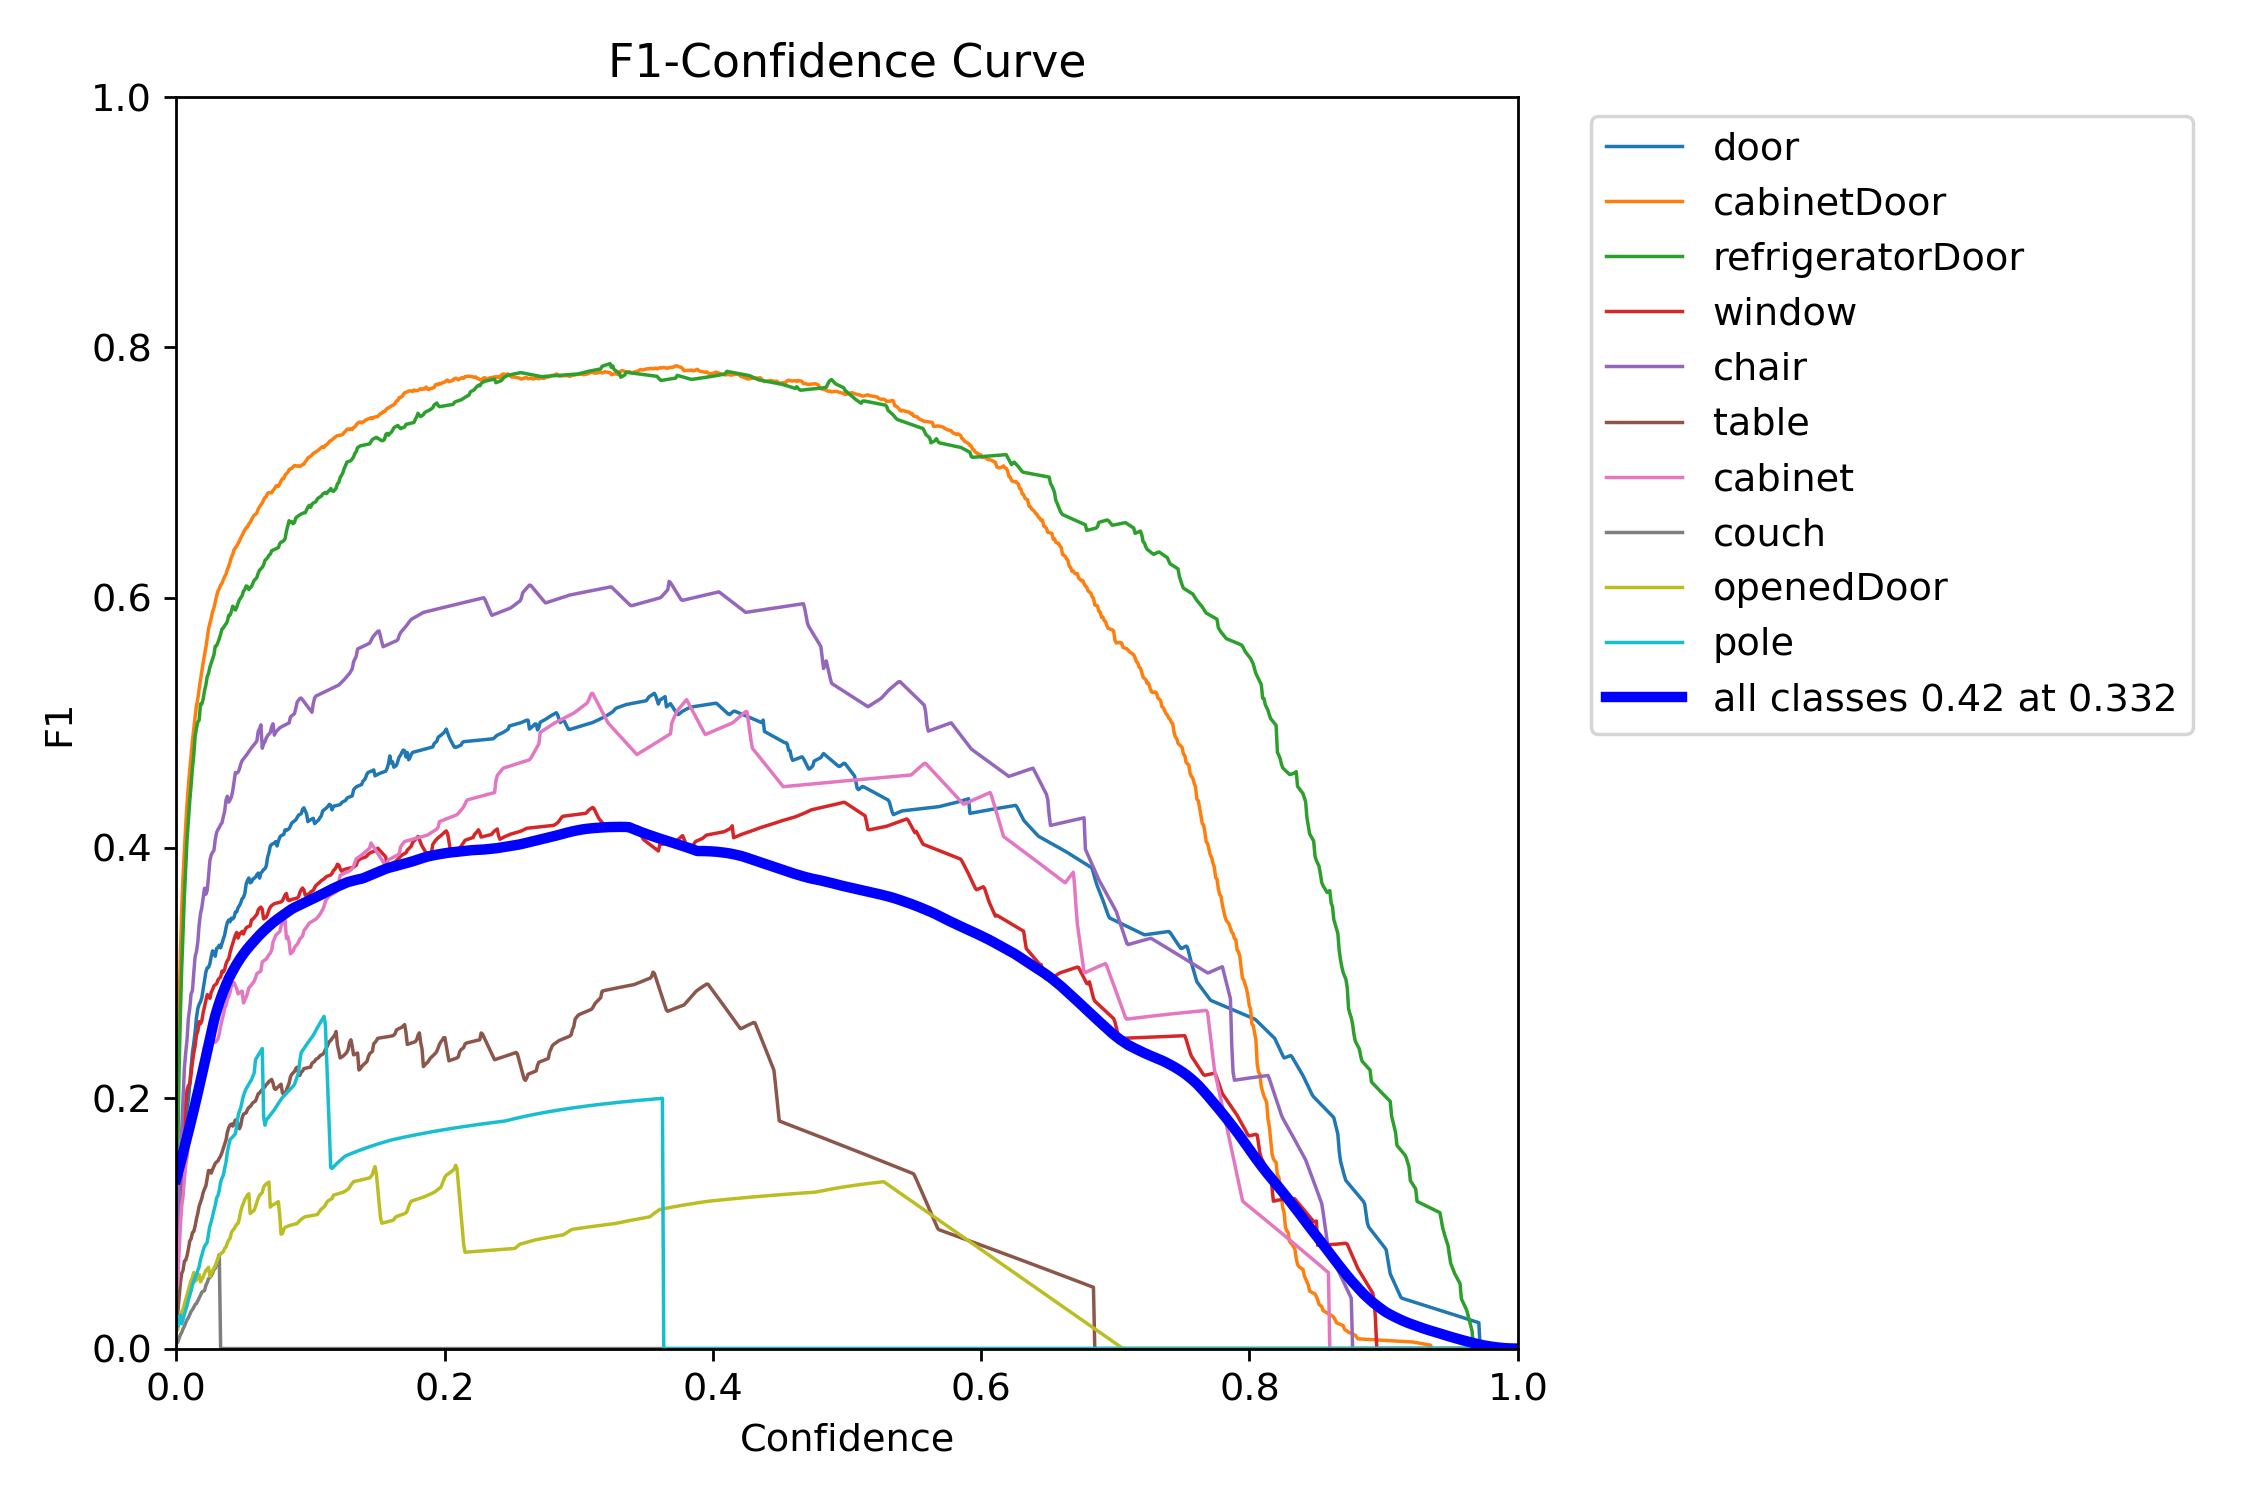 F1-Confidence Curve
1.0
0.8
0.6
0.4
0.2
0.0
F1
0.0 0.2 0.4 0.6 0.8 1.0
Confidence
door
cabinetDoor
refrigeratorDoor
window
chair
table
cabinet
couch
openedDoor
pole
all classes 0.42 at 0.332